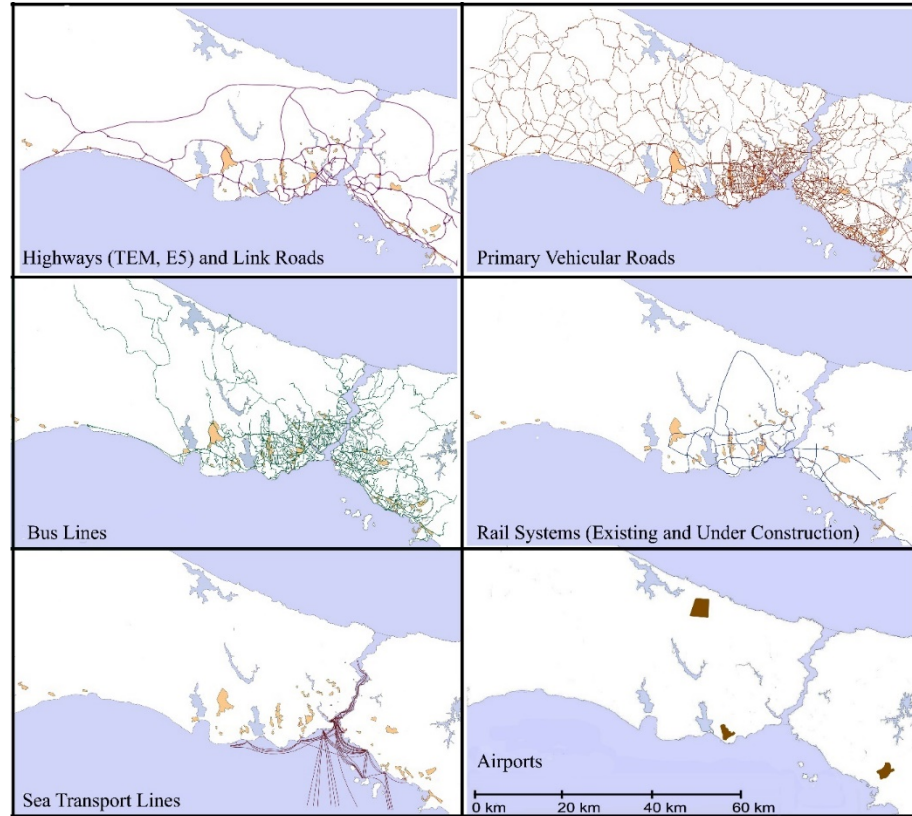 Highways (TEM, E5) and Link Roads
Primary Vehicular Roads
Bus Lines
Rail Systems (Existing and Under Construction)
Sea Transport Lines
Airports
0 km 20 km 40 km 60 km